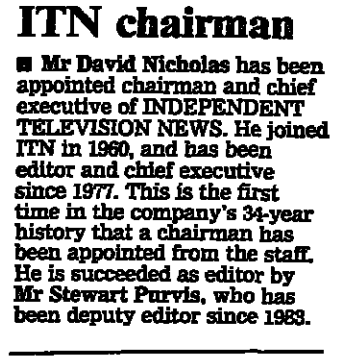 ITN chairman
■ Mr David Nicholas has been
appointed chairman and chief
executive of INDEPENDENT
TELEVISION NEWS. He joined
ITN in 1960, and has been
editor and chief executive
since 1977. This is the first
time in the company's 34-year
history that a chairman has
been appointed from the staff.
He is succeeded as editor by
Mr Stewart Purvis, who has
been deputy editor since 1983.